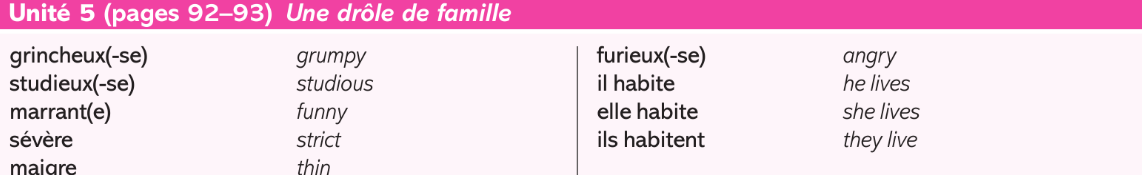 Unité 5 (pages 92–93) Une drôle de famille
grincheux(-se) grumpy
studieux(-se) studious
marrant(e) funny
sévère strict
maigre thin
furieux(-se) angry
il habite he lives
elle habite she lives
ils habitent they live